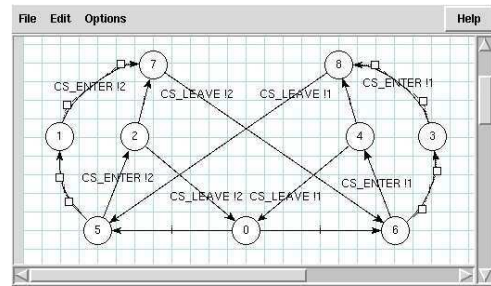 File Edit Options Help
7 8
CS_ENTER !2 CS_LEAVE !2 CS_LEAVE !1 CS_ENTER !1
1 2 4 3
CS_ENTER !2 CS_LEAVE !2 CS_LEAVE !1 CS_ENTER !1
5 0 6
i i